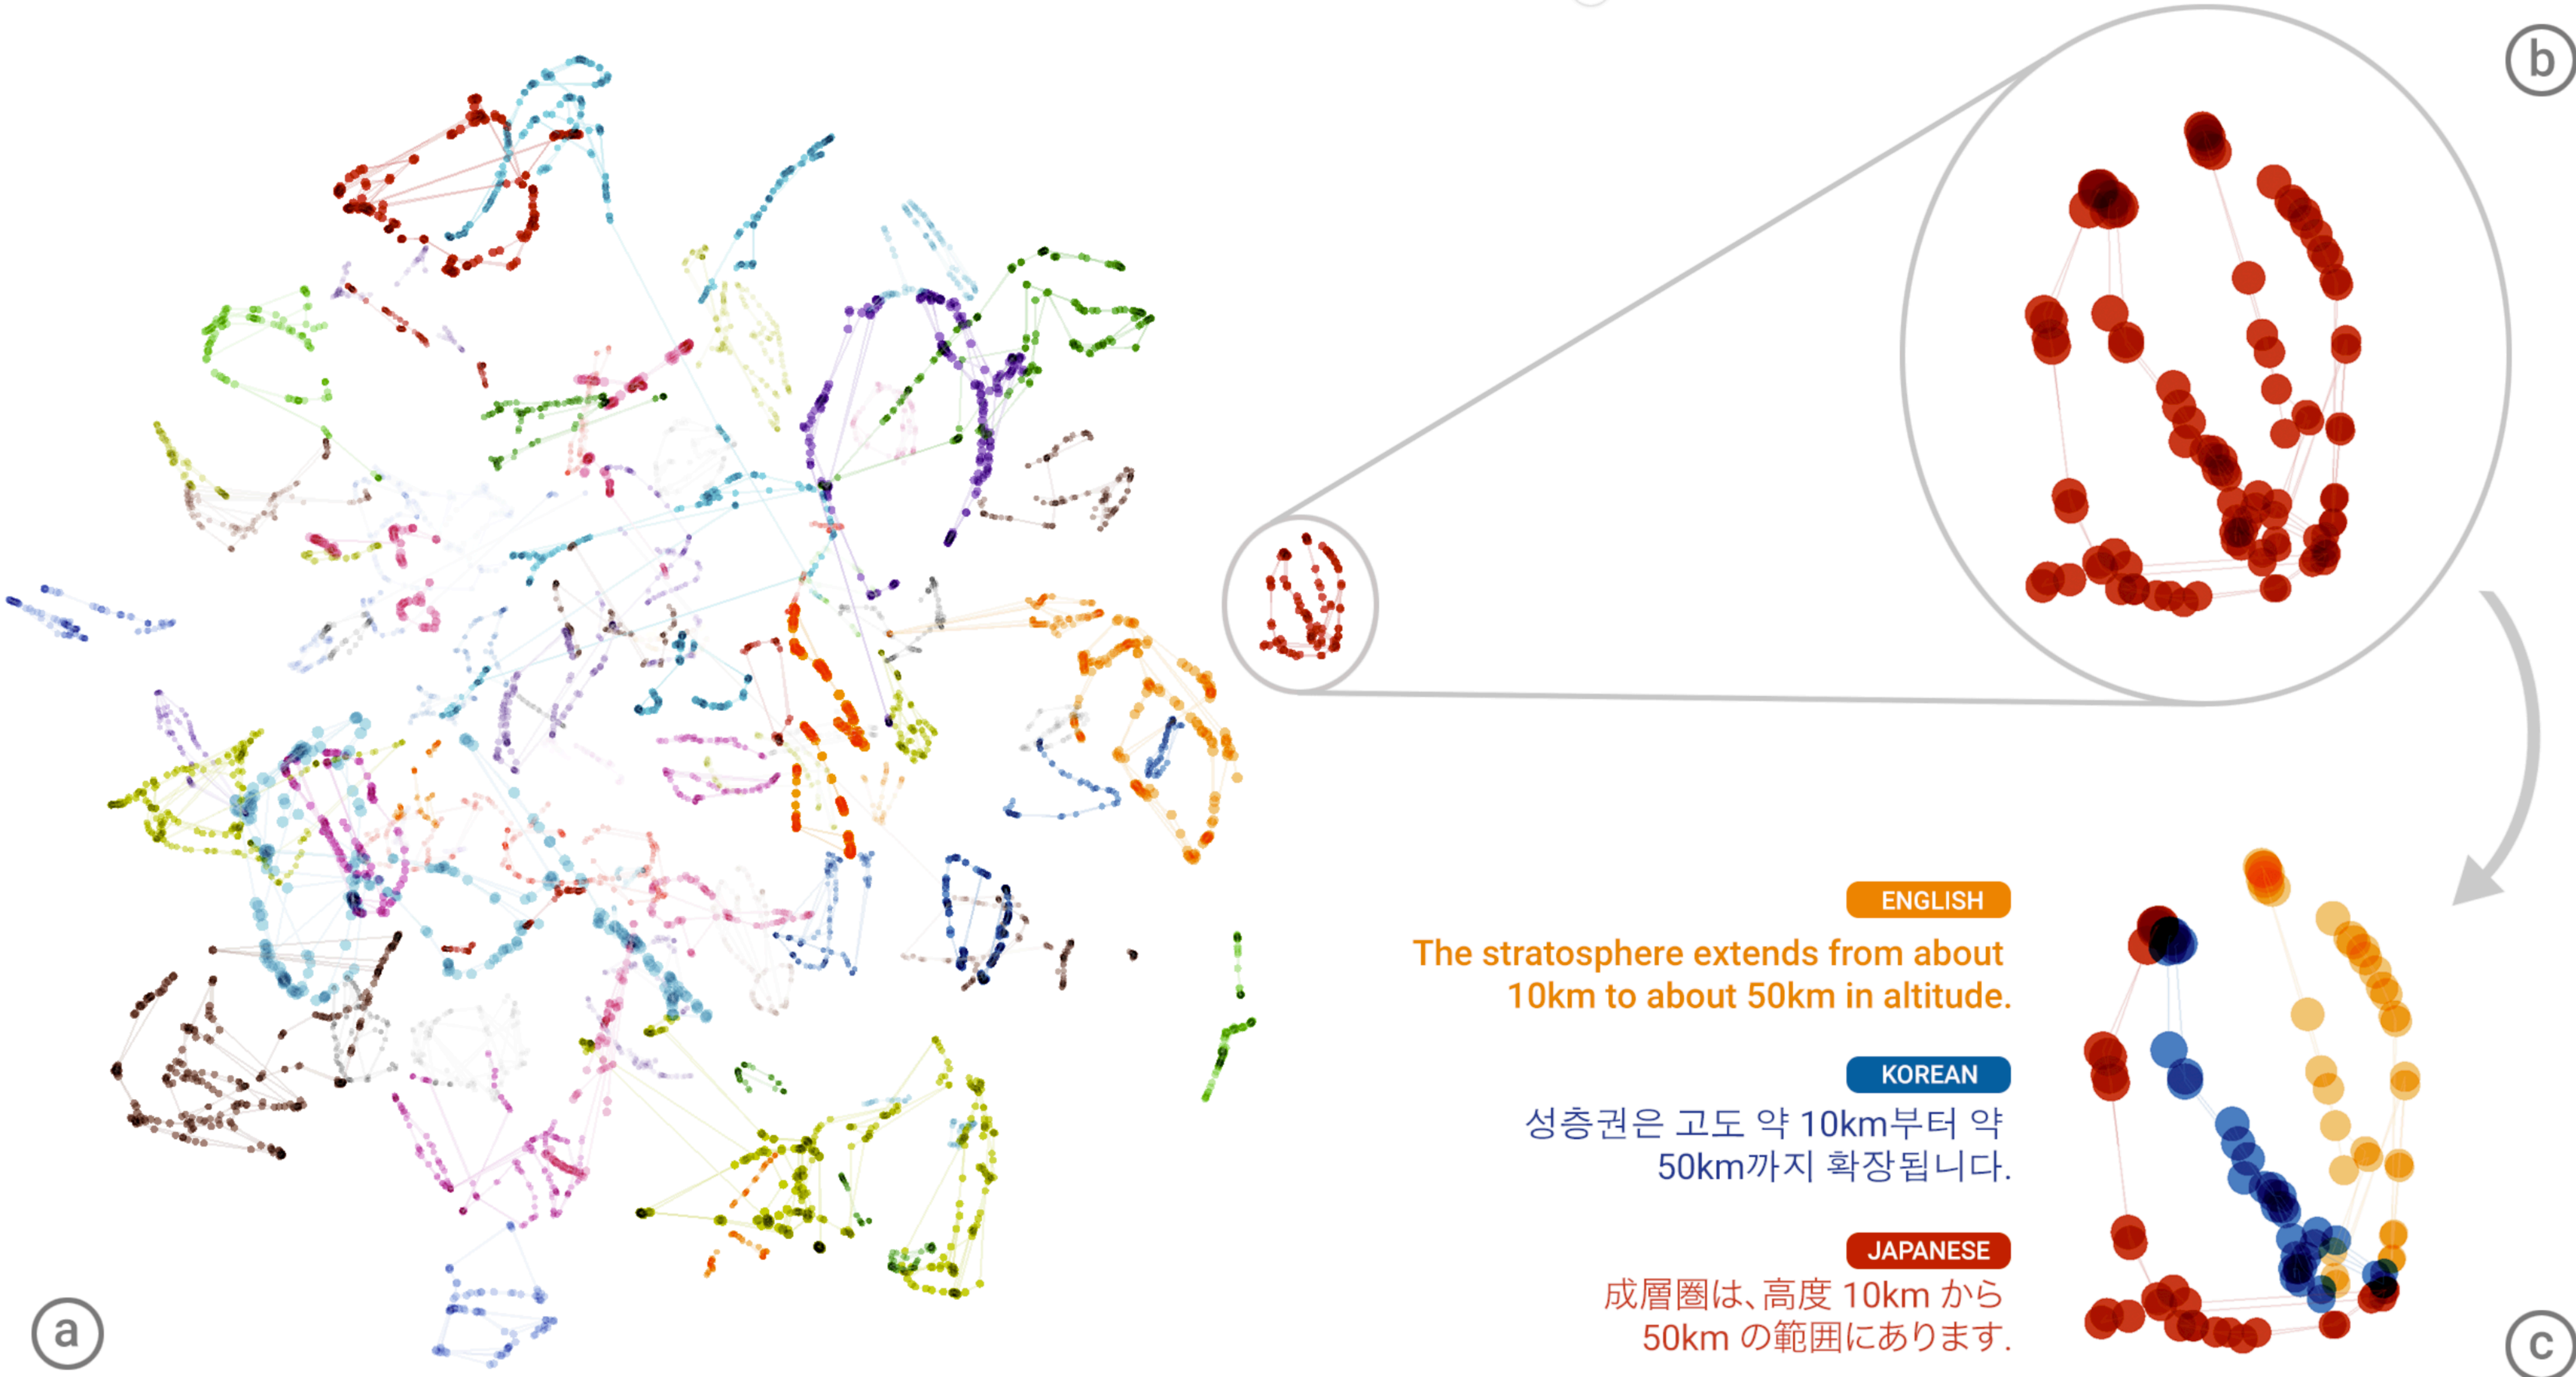 b
ENGLISH
The stratosphere extends from about
10km to about 50km in altitude.
KOREAN
성층권은 고도 약 10km부터 약
50km까지 확장됩니다.
JAPANESE
成層圏は、高度 10km から
50km の範囲にあります.
a
c